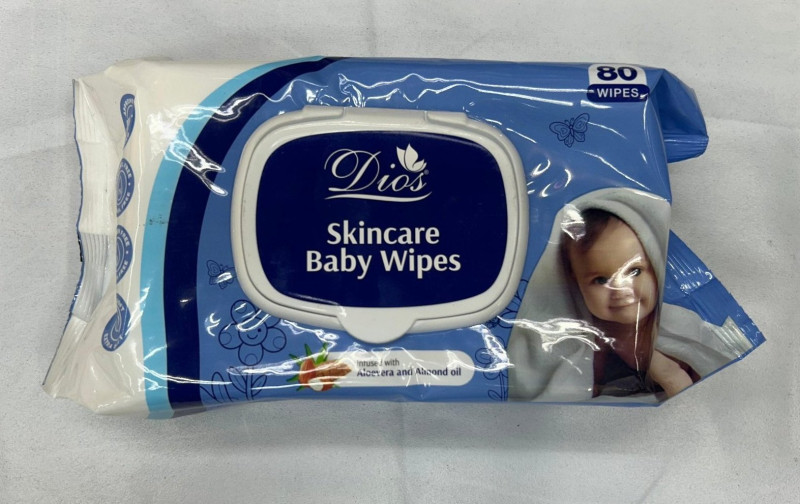 80
WIPES
Dios®
Skincare
Baby Wipes
Infused with
Aloevera and Almond oil